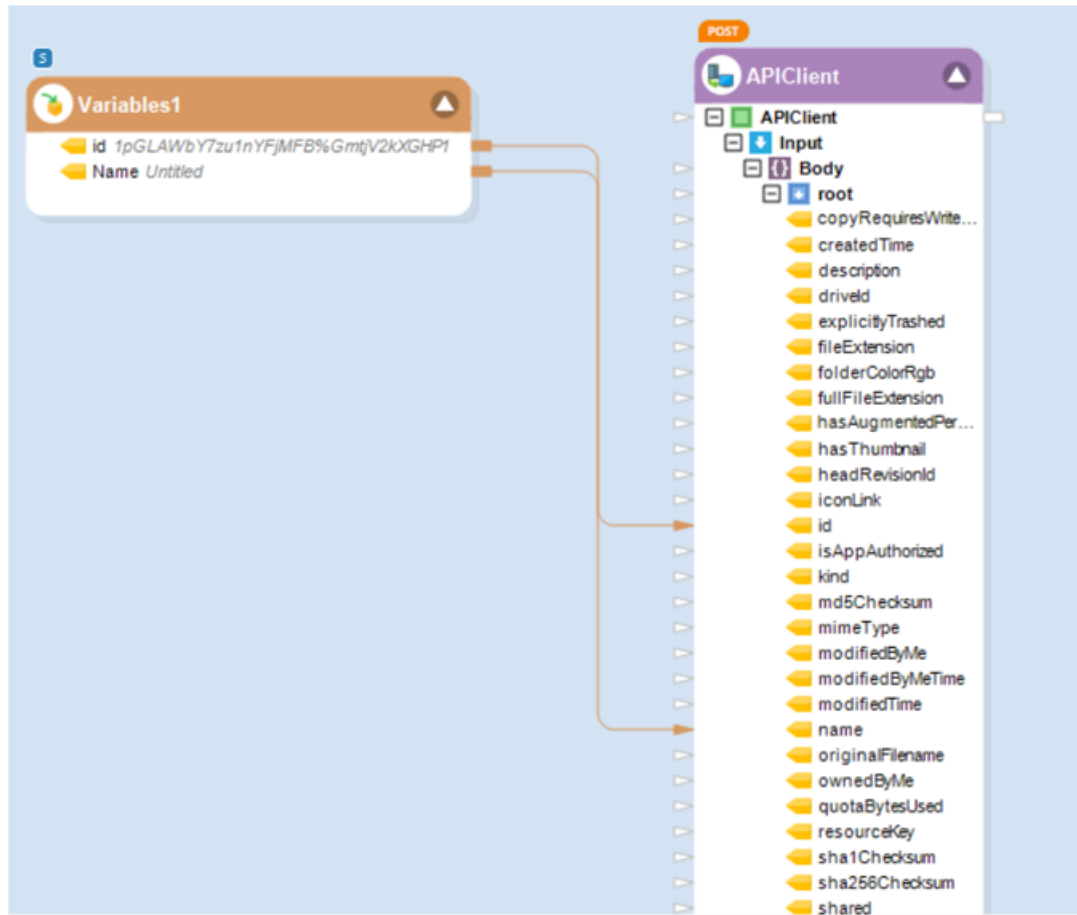 POST
S
Variables1
id 1pGLAWbY7zu1nYFjMFB%GmtjV2kXGHP1
Name Untitled
APIClient
APIClient
Input
{} Body
root
copyRequiresWrite...
createdTime
description
driveId
explicitlyTrashed
fileExtension
folderColorRgb
fullFileExtension
hasAugmentedPer...
hasThumbnail
headRevisionId
iconLink
id
isAppAuthorized
kind
md5Checksum
mimeType
modifiedByMe
modifiedByMeTime
modifiedTime
name
originalFilename
ownedByMe
quotaBytesUsed
resourceKey
sha1Checksum
sha256Checksum
shared